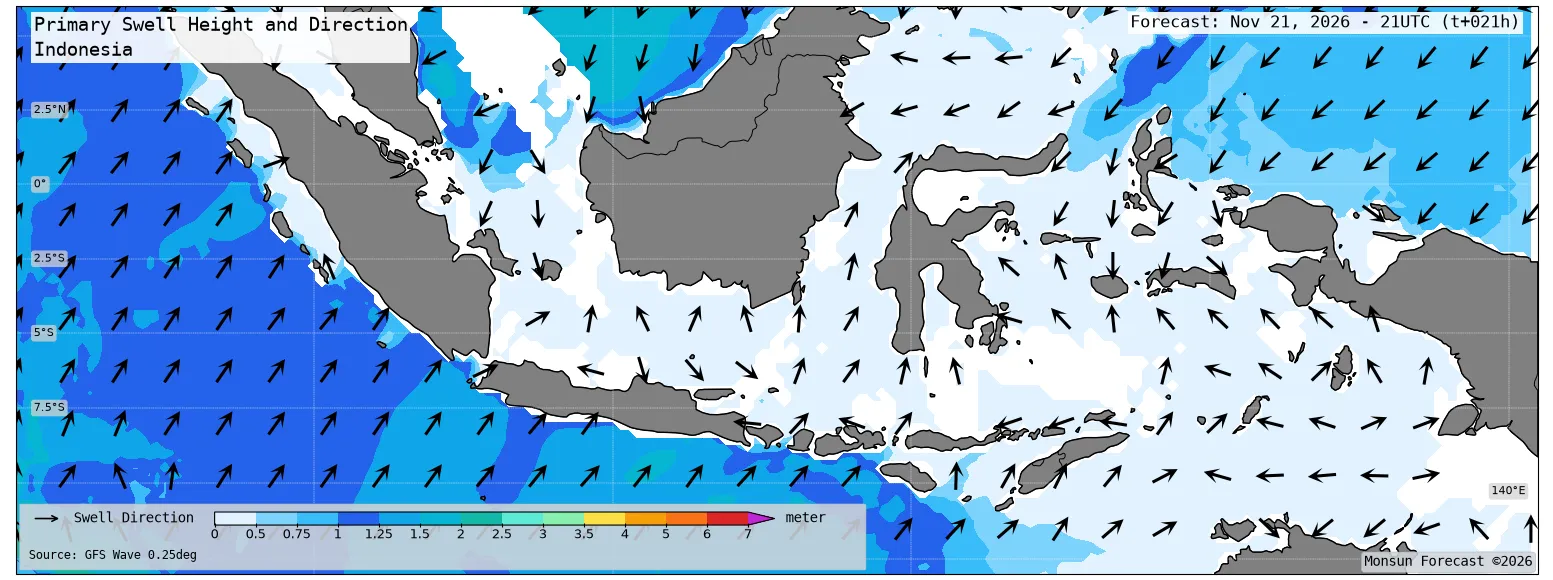 Primary Swell Height and Direction
Indonesia
Forecast: Nov 21, 2026 - 21UTC (t+021h)
2.5°N
0°
2.5°S
5°S
7.5°S
140°E
Swell Direction
meter
0 0.5 0.75 1 1.25 1.5 2 2.5 3 3.5 4 5 6 7
Source: GFS Wave 0.25deg
Monsun Forecast ©2026